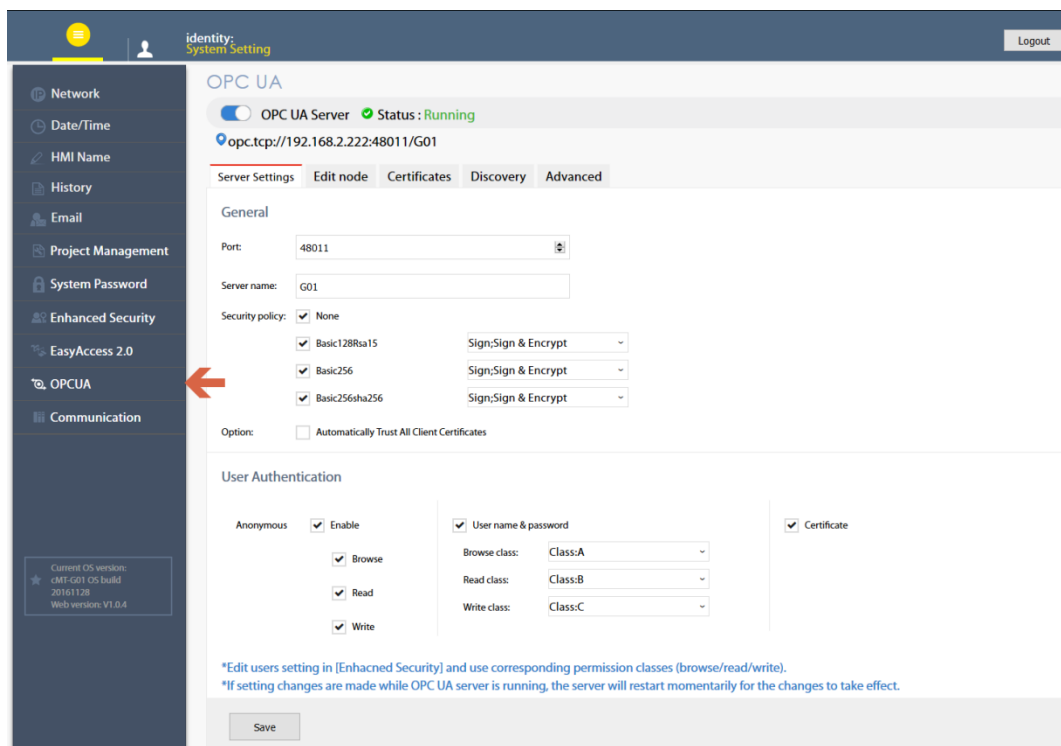 identity:
System Setting
Logout
Network
Date/Time
HMI Name
History
Email
Project Management
System Password
Enhanced Security
EasyAccess 2.0
OPCUA
Communication
Current OS version:
cMT-G01 OS build
20161128
Web version: V1.0.4
OPC UA
OPC UA Server Status : Running
opc.tcp://192.168.2.222:48011/G01
Server Settings Edit node Certificates Discovery Advanced
General
Port: 48011
Server name: G01
Security policy: None
Basic128Rsa15 Sign;Sign & Encrypt
Basic256 Sign;Sign & Encrypt
Basic256sha256 Sign;Sign & Encrypt
Option: Automatically Trust All Client Certificates
User Authentication
Anonymous Enable User name & password Certificate
Browse Browse class: Class:A
Read Read class: Class:B
Write Write class: Class:C
*Edit users setting in [Enhacned Security] and use corresponding permission classes (browse/read/write).
*If setting changes are made while OPC UA server is running, the server will restart momentarily for the changes to take effect.
Save